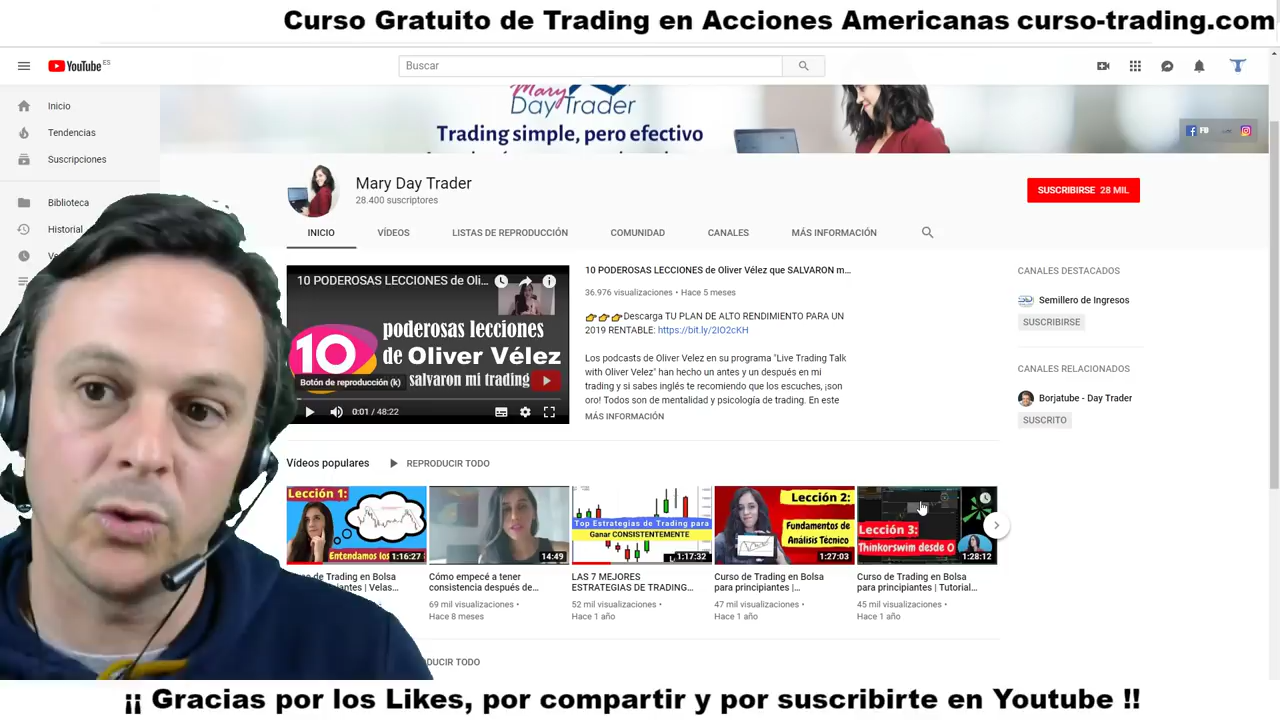 Curso Gratuito de Trading en Acciones Americanas curso-trading.com
YouTube ES
Buscar
Inicio
Tendencias
Suscripciones
Biblioteca
Historial
Mary
DayTrader
Trading simple, pero efectivo
FB
Mary Day Trader
28.400 suscriptores
SUSCRIBIRSE 28 MIL
INICIO
VÍDEOS
LISTAS DE REPRODUCCIÓN
COMUNIDAD
CANALES
MÁS INFORMACIÓN
10 PODEROSAS LECCIONES de Oli...
10
poderosas lecciones
de Oliver Vélez
salvaron mi trading
Botón de reproducción (k)
0:01 / 48:22
10 PODEROSAS LECCIONES de Oliver Vélez que SALVARON m...
36.976 visualizaciones • Hace 5 meses
👉👉👉Descarga TU PLAN DE ALTO RENDIMIENTO PARA UN
2019 RENTABLE: https://bit.ly/2IO2cKH
Los podcasts de Oliver Velez en su programa "Live Trading Talk
with Oliver Velez" han hecho un antes y un después en mi
trading y si sabes inglés te recomiendo que los escuches, ¡son
oro! Todos son de mentalidad y psicología de trading. En este
MÁS INFORMACIÓN
CANALES DESTACADOS
Semillero de Ingresos
SUSCRIBIRSE
CANALES RELACIONADOS
Borjatube - Day Trader
SUSCRITO
Vídeos populares
REPRODUCIR TODO
Lección 1:
Entendamos los
1:16:27
de Trading en Bolsa
principiantes | Velas...
14:49
Cómo empecé a tener
consistencia después de...
69 mil visualizaciones •
Hace 8 meses
Top Estrategias de Trading para
Ganar CONSISTENTEMENTE
1:17:32
LAS 7 MEJORES
ESTRATEGIAS DE TRADING...
52 mil visualizaciones •
Hace 1 año
Lección 2:
Fundamentos de
Análisis Técnico
1:27:03
Curso de Trading en Bolsa
para principiantes |...
47 mil visualizaciones •
Hace 1 año
Lección 3:
Thinkorswim desde 0
1:28:12
Curso de Trading en Bolsa
para principiantes | Tutorial...
45 mil visualizaciones •
Hace 1 año
DUCIR TODO
¡¡ Gracias por los Likes, por compartir y por suscribirte en Youtube !!